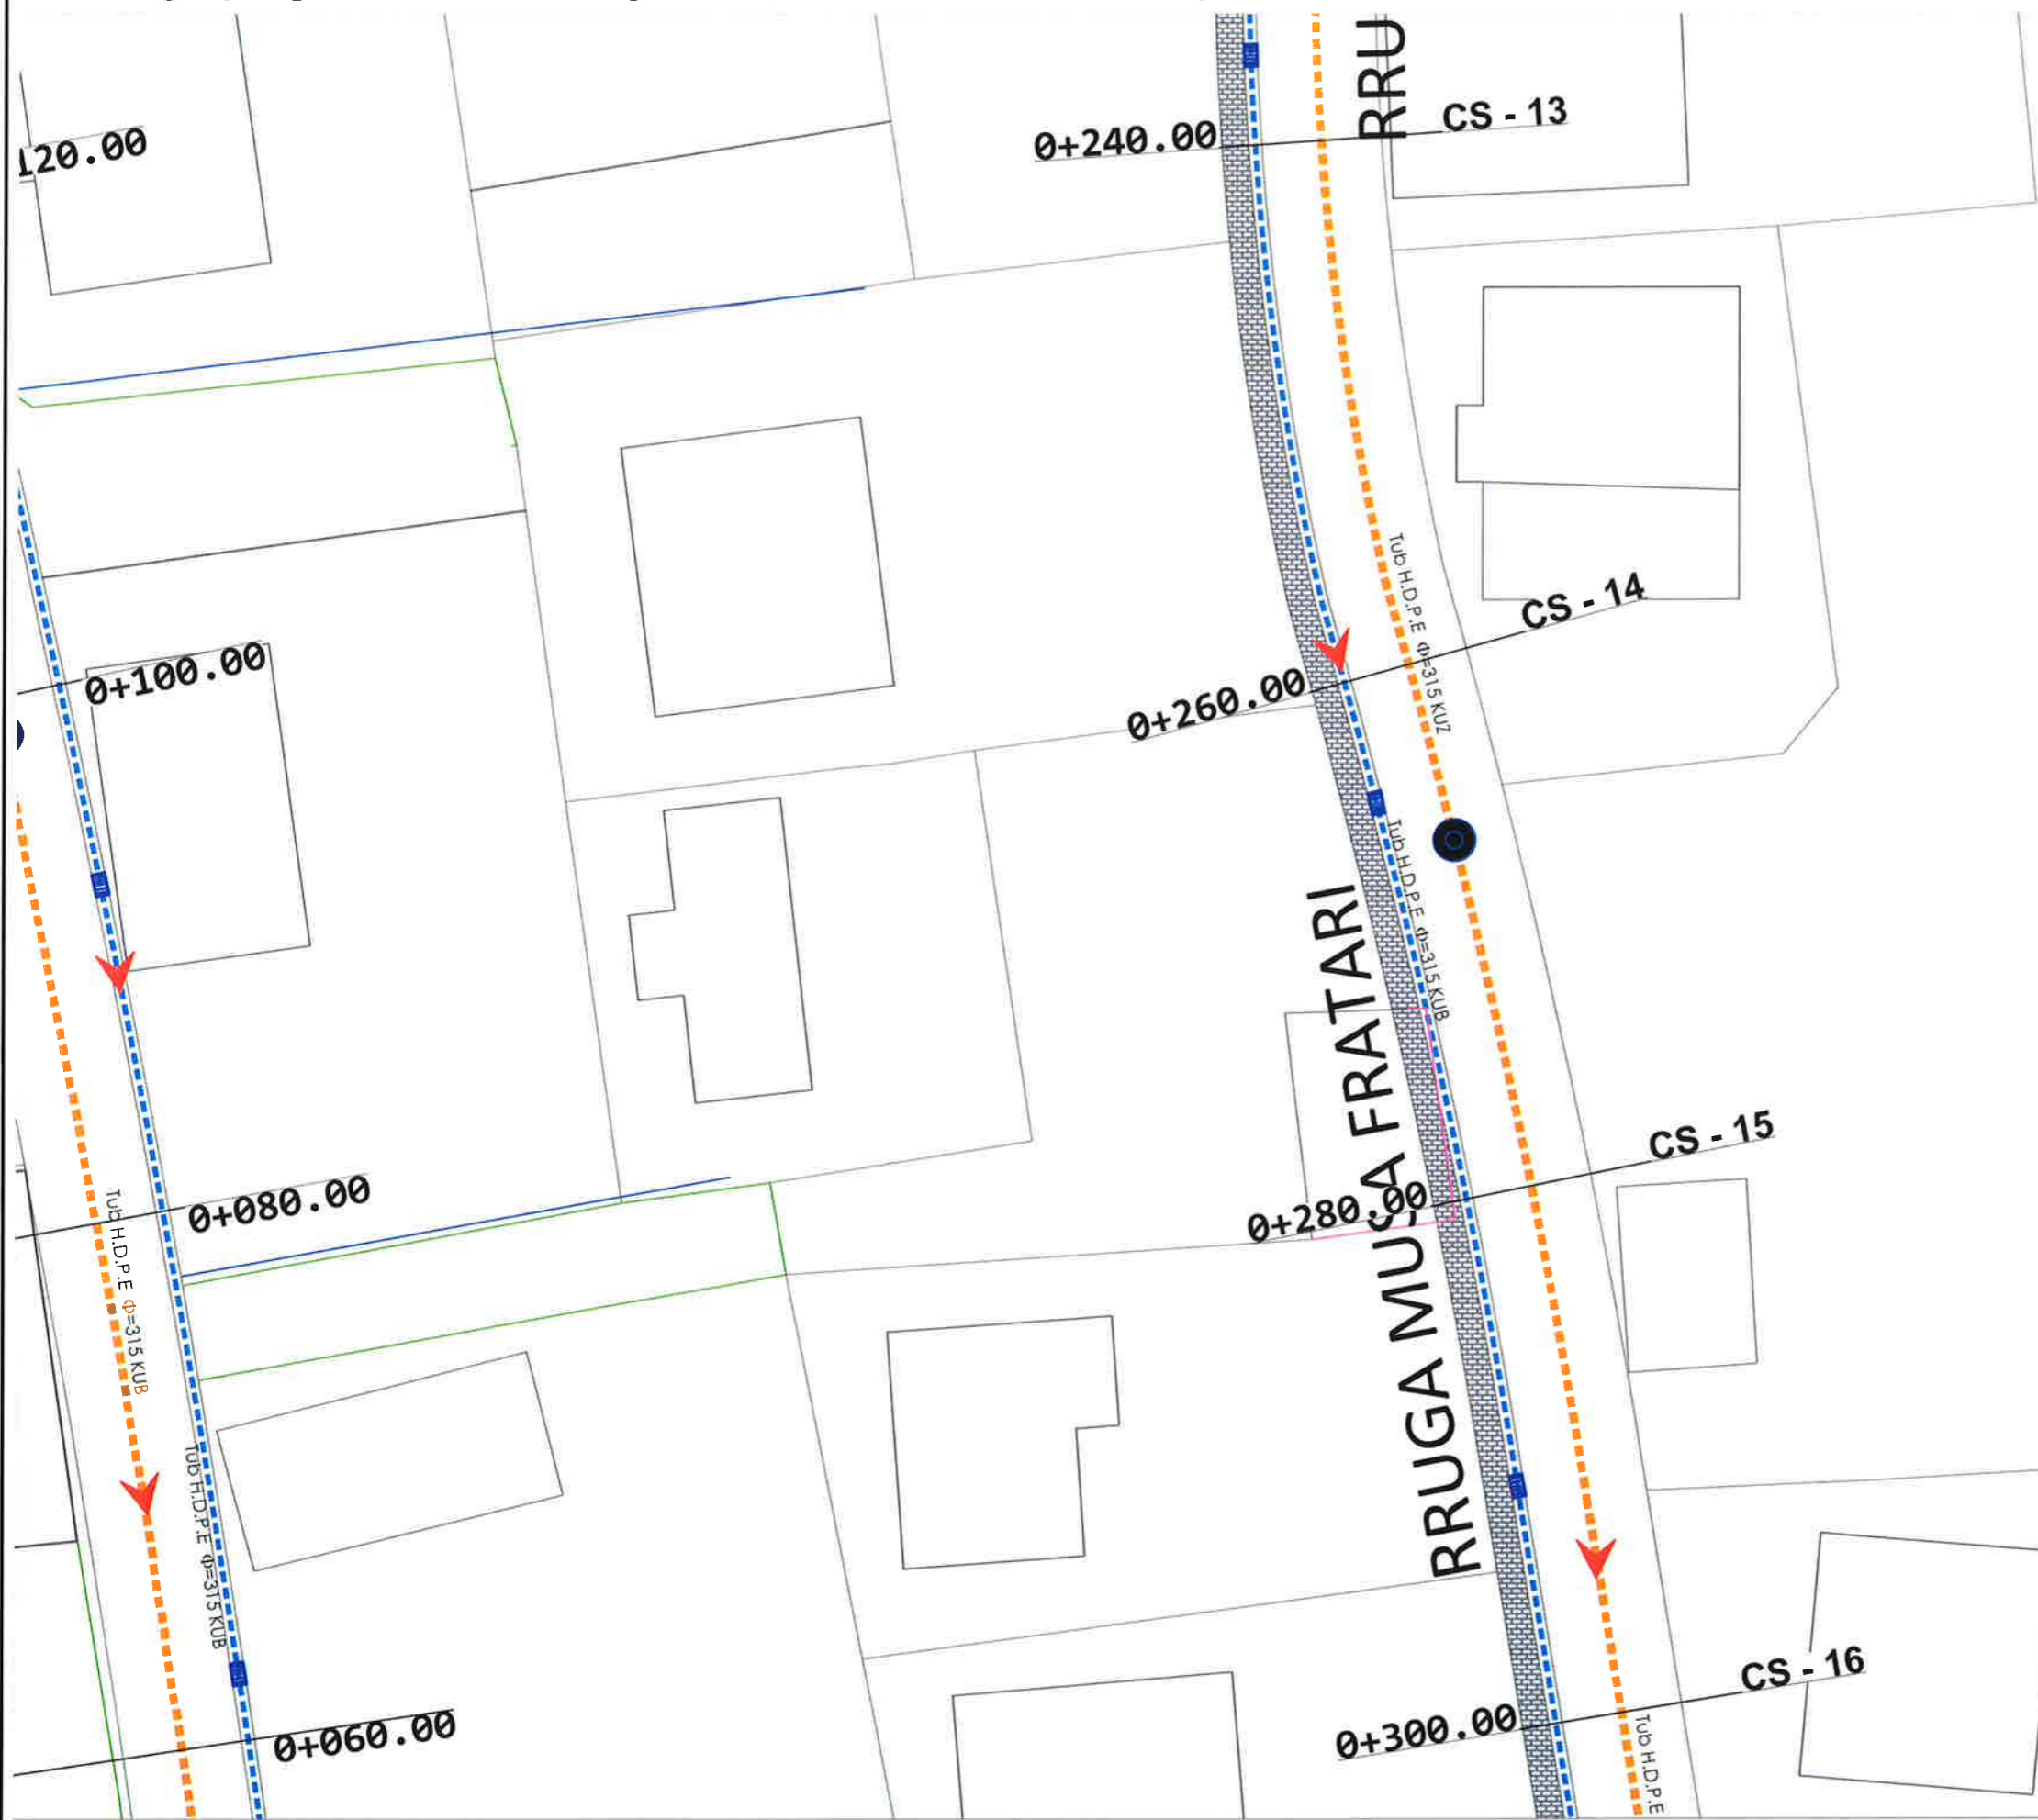 RRU
CS - 13
0+240.00
120.00
Tub H.D.P.E Φ=315 KUZ
CS - 14
0+100.00
0+260.00
Tub H.D.P.E Φ=315 KUB
RRUGA MUÇA FRATARI
CS - 15
0+080.00
0+280.00
Tub H.D.P.E Φ=315 KUB
Tub H.D.P.E Φ=315 KUB
CS - 16
0+060.00
0+300.00
Tub H.D.P.E